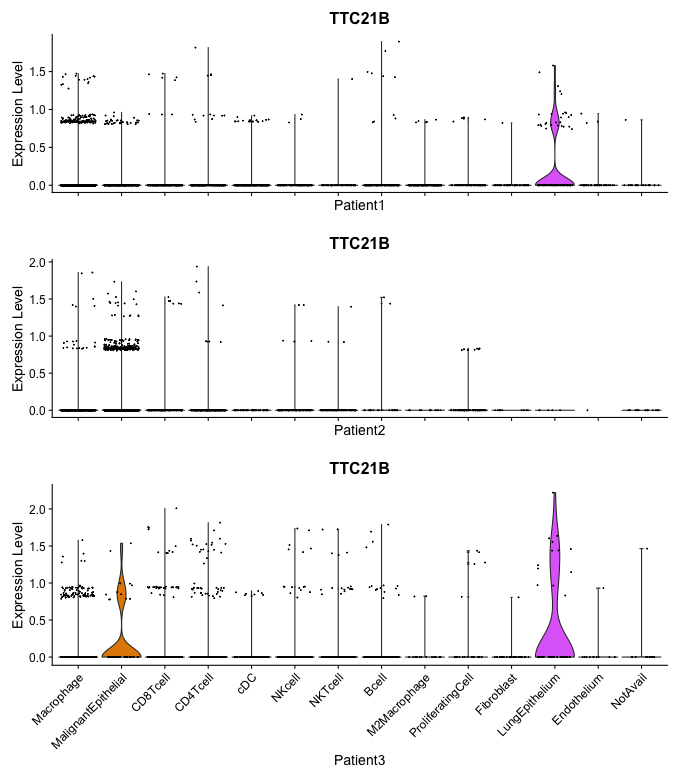 TTC21B
Expression Level
1.5
1.0
0.5
0.0
Patient1
TTC21B
Expression Level
2.0
1.5
1.0
0.5
0.0
Patient2
TTC21B
Expression Level
2.0
1.5
1.0
0.5
0.0
Macrophage
MalignantEpithelial
CD8Tcell
CD4Tcell
cDC
NKcell
NKTcell
Bcell
M2Macrophage
ProliferatingCell
Fibroblast
LungEpithelium
Endothelium
NotAvail
Patient3